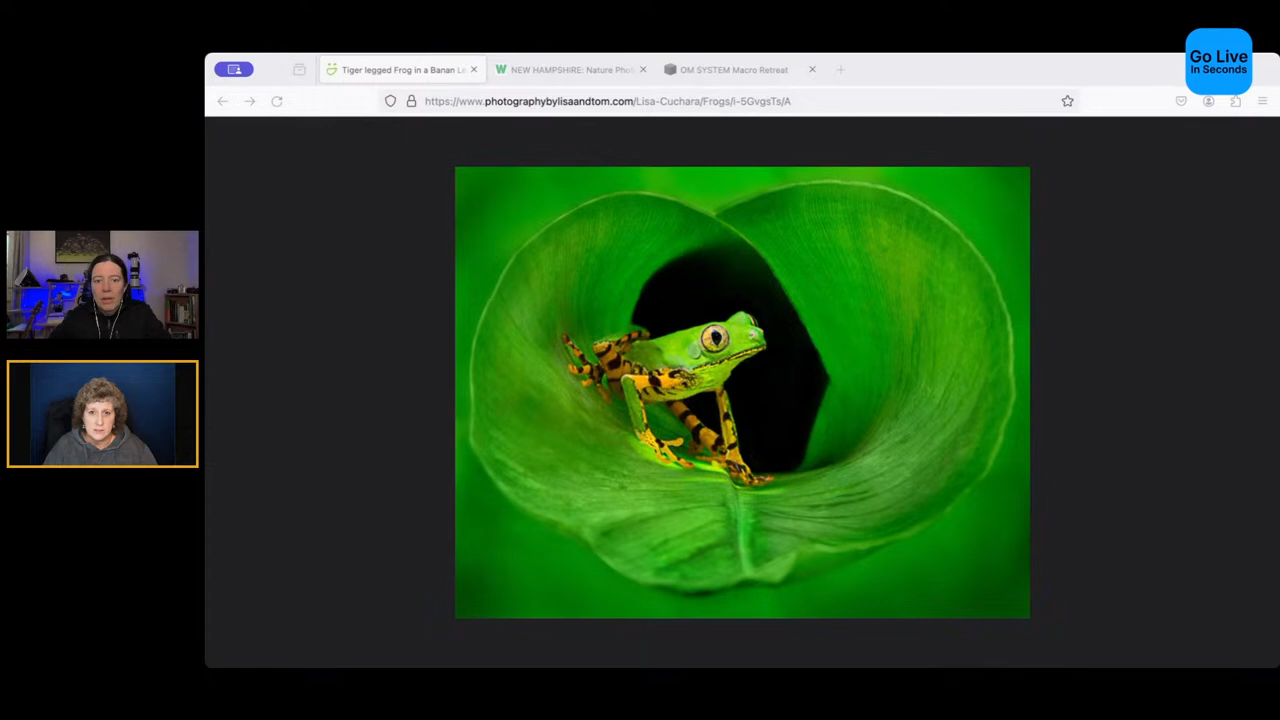 Go Live
In Seconds
Tiger legged Frog in a Banan Le
NEW HAMPSHIRE: Nature Phot
OM SYSTEM Macro Retreat
https://www.photographybylisaandtom.com/Lisa-Cuchara/Frogs/i-5GvgsTs/A